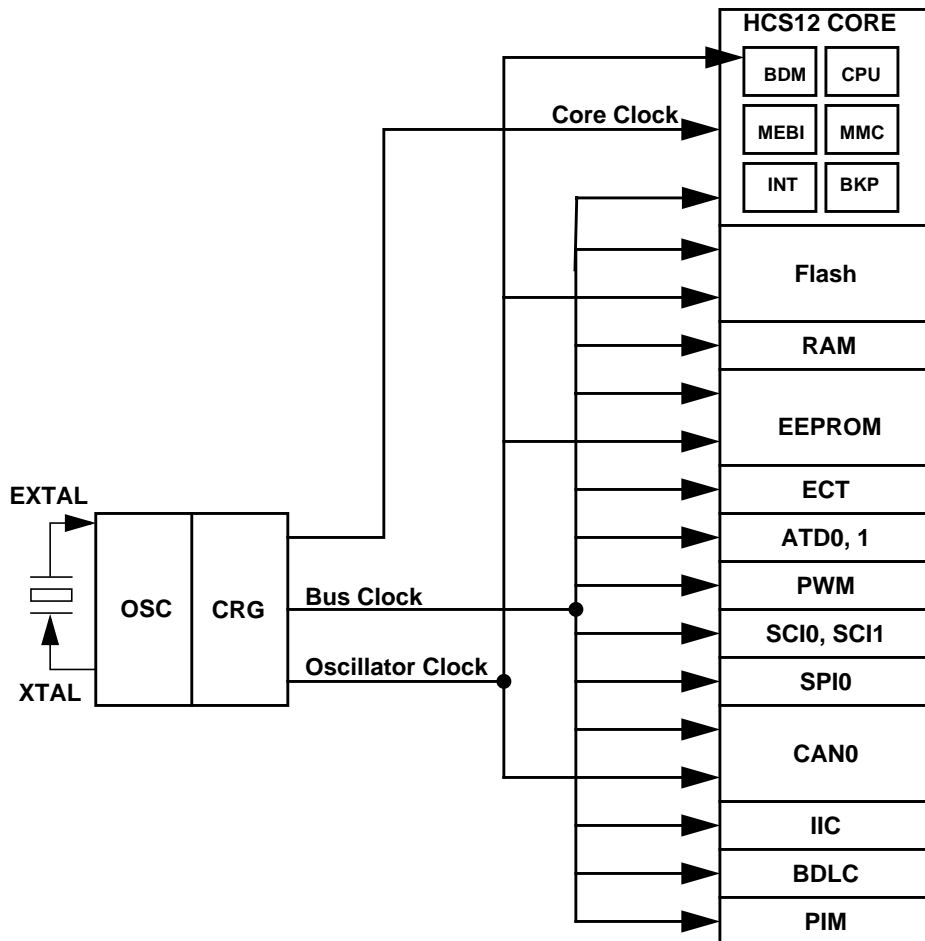 HCS12 CORE
BDM
CPU
Core Clock
MEBI
MMC
INT
BKP
Flash
RAM
EEPROM
EXTAL
ECT
ATD0, 1
OSC
CRG
Bus Clock
PWM
SCI0, SCI1
Oscillator Clock
XTAL
SPI0
CAN0
IIC
BDLC
PIM